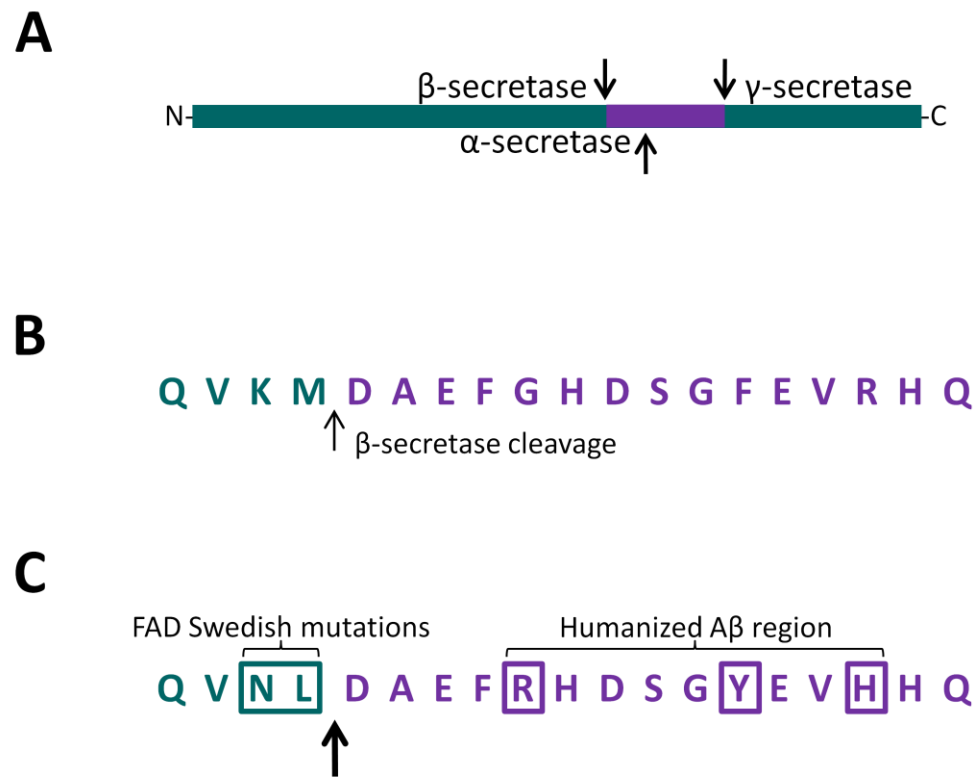 A
β-secretase γ-secretase
N- -C
α-secretase
B
Q V K M D A E F G H D S G F E V R H Q
β-secretase cleavage
C
FAD Swedish mutations Humanized Aβ region
Q V N L D A E F R H D S G Y E V H H Q